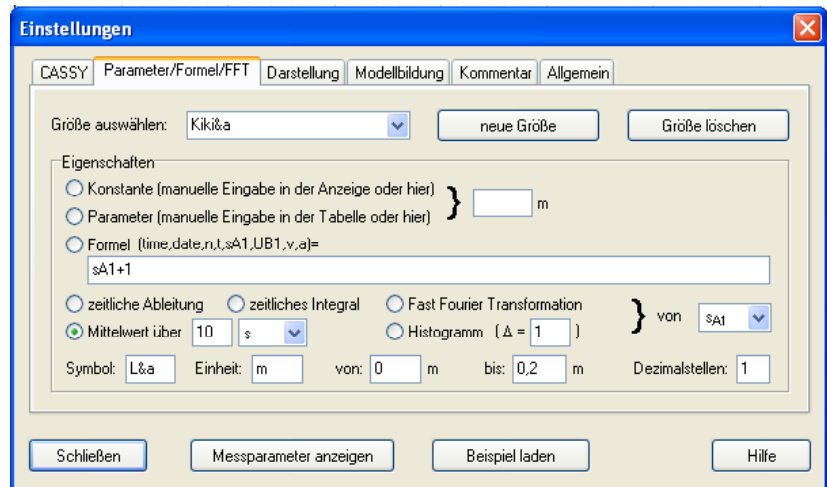 Einstellungen
CASSY Parameter/Formel/FFT Darstellung Modellbildung Kommentar Allgemein
Größe auswählen: Kiki&a neue Größe Größe löschen
Eigenschaften
Konstante (manuelle Eingabe in der Anzeige oder hier)
Parameter (manuelle Eingabe in der Tabelle oder hier)
} m
Formel (time,date,n,t,sA1,UB1,v,a)=
sA1+1
zeitliche Ableitung zeitliches Integral Fast Fourier Transformation
Mittelwert über 10 s Histogramm (Δ = 1 )
} von sA1
Symbol: L&a Einheit: m von: 0 m bis: 0,2 m Dezimalstellen: 1
Schließen Messparameter anzeigen Beispiel laden Hilfe